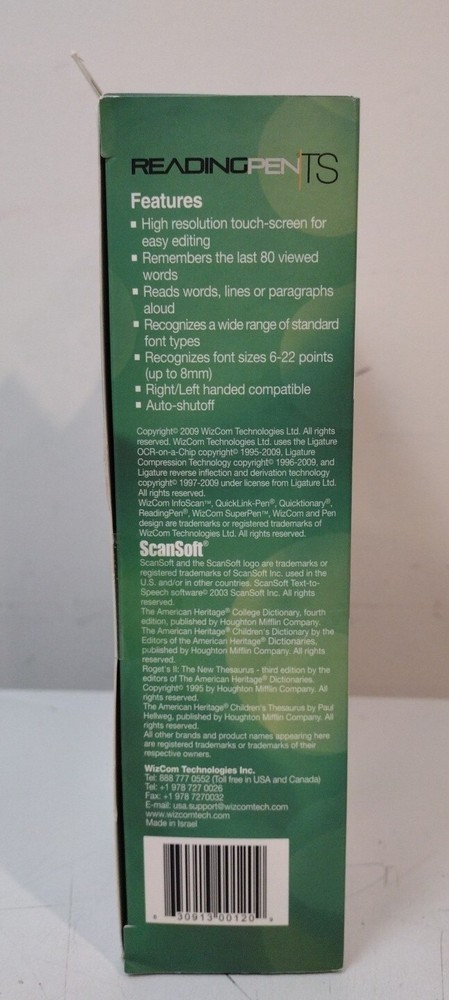 READINGPEN|TS
Features
▪ High resolution touch-screen for
easy editing
▪ Remembers the last 80 viewed
words
▪ Reads words, lines or paragraphs
aloud
▪ Recognizes a wide range of standard
font types
▪ Recognizes font sizes 6-22 points
(up to 8mm)
▪ Right/Left handed compatible
▪ Auto-shutoff
Copyright© 2009 WizCom Technologies Ltd. All rights
reserved. WizCom Technologies Ltd. uses the Ligature
OCR-on-a-Chip copyright© 1995-2009, Ligature
Compression Technology copyright© 1996-2009, and
Ligature reverse inflection and derivation technology
copyright© 1997-2009 under license from Ligature Ltd.
All rights reserved.
WizCom InfoScan™, QuickLink-Pen®, Quicktionary®,
ReadingPen®, WizCom SuperPen™, WizCom and Pen
design are trademarks or registered trademarks of
WizCom Technologies Ltd. All rights reserved.
ScanSoft®
ScanSoft and the ScanSoft logo are trademarks or
registered trademarks of ScanSoft Inc. used in the
U.S. and/or in other countries. ScanSoft Text-to-
Speech software© 2003 ScanSoft Inc. All rights
reserved.
The American Heritage® College Dictionary, fourth
edition, published by Houghton Mifflin Company.
The American Heritage® Children's Dictionary by the
Editors of the American Heritage® Dictionaries,
published by Houghton Mifflin Company. All rights
reserved.
Roget's II: The New Thesaurus - third edition by the
editors of The American Heritage® Dictionaries.
Copyright© 1995 by Houghton Mifflin Company. All
rights reserved.
The American Heritage® Children's Thesaurus by Paul
Hellweg, published by Houghton Mifflin Company. All
rights reserved.
All other brands and product names appearing here
are registered trademarks or trademarks of their
respective owners.
WizCom Technologies Inc.
Tel: 888 777 0552 (Toll free in USA and Canada)
Tel: +1 978 727 0026
Fax: +1 978 7270032
E-mail: usa.support@wizcomtech.com
www.wizcomtech.com
Made in Israel
30913 00120